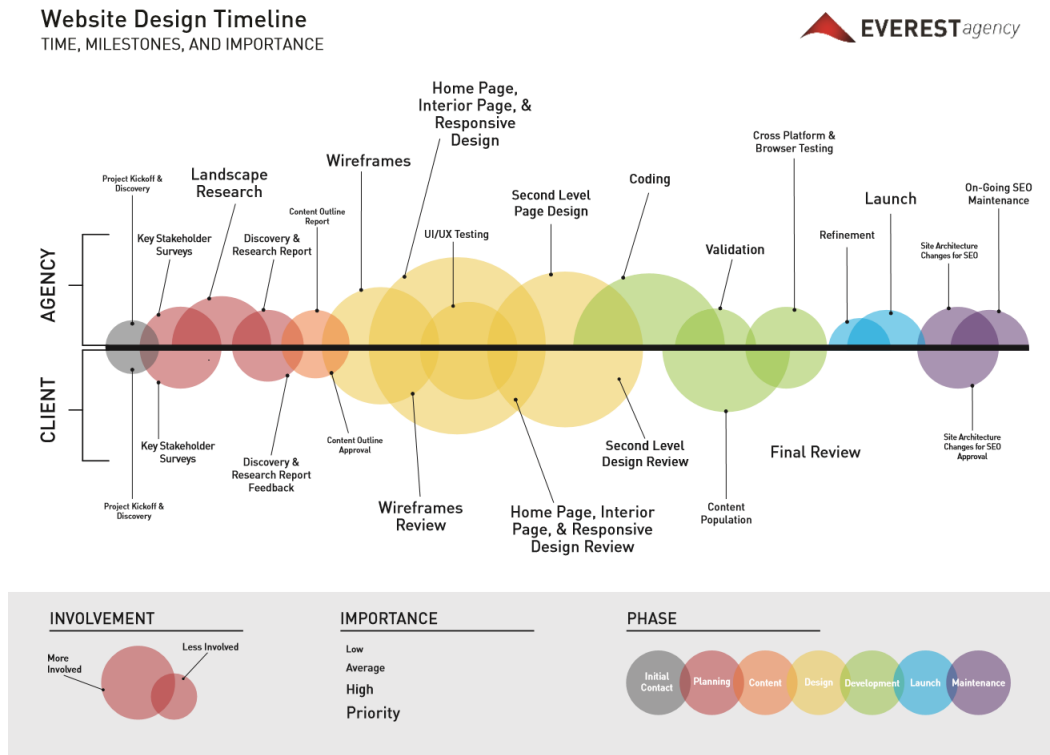 Website Design Timeline
TIME, MILESTONES, AND IMPORTANCE
EVERESTagency
Home Page,
Interior Page, &
Responsive
Design
Wireframes
Cross Platform &
Browser Testing
Landscape
Research
Project Kickoff &
Discovery
Second Level
Page Design
Coding
Launch
On-Going SEO
Maintenance
Content Outline
Report
Key Stakeholder
Surveys
Discovery &
Research Report
UI/UX Testing
Validation
Refinement
Site Architecture
Changes for SEO
AGENCY
CLIENT
Key Stakeholder
Surveys
Content Outline
Approval
Discovery &
Research Report
Feedback
Second Level
Design Review
Final Review
Site Architecture
Changes for SEO
Approval
Project Kickoff &
Discovery
Wireframes
Review
Home Page, Interior
Page, & Responsive
Design Review
Content
Population
INVOLVEMENT
More
Involved
Less Involved
IMPORTANCE
Low
Average
High
Priority
PHASE
Initial
Contact
Planning
Content
Design
Development
Launch
Maintenance